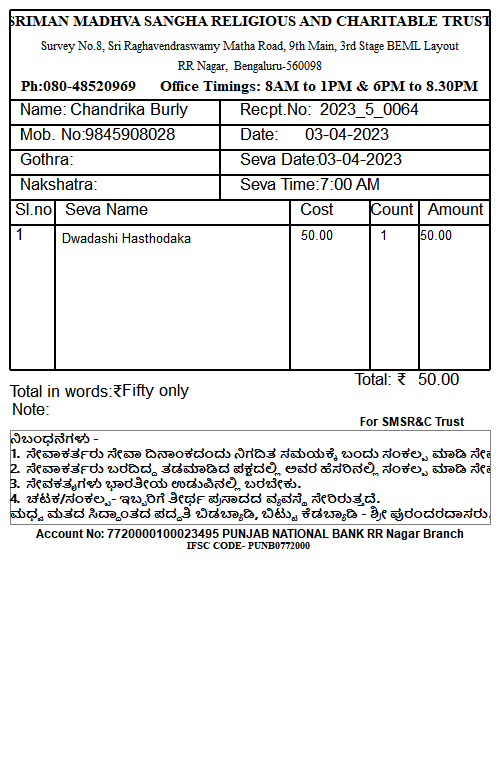 SRIMAN MADHVA SANGHA RELIGIOUS AND CHARITABLE TRUST
Survey No.8, Sri Raghavendraswamy Matha Road, 9th Main, 3rd Stage BEML Layout
RR Nagar, Bengaluru-560098
Ph:080-48520969 Office Timings: 8AM to 1PM & 6PM to 8.30PM
Name: Chandrika Burly Recpt.No: 2023_5_0064
Mob. No:9845908028 Date: 03-04-2023
Gothra: Seva Date:03-04-2023
Nakshatra: Seva Time:7:00 AM
Sl.no Seva Name Cost Count Amount
1 Dwadashi Hasthodaka 50.00 1 50.00
Total: ₹ 50.00
Total in words:₹Fifty only
Note:
For SMSR&C Trust
ನಿಬಂಧನೆಗಳು -
1. ಸೇವಾಕರ್ತರು ಸೇವಾ ದಿನಾಂಕದಂದು ನಿಗದಿತ ಸಮಯಕ್ಕೆ ಬಂದು ಸಂಕಲ್ಪ ಮಾಡಿ
2. ಸೇವಾಕರ್ತರು ಬರದಿದ್ದ ತಡಮಾಡಿದ ಪಕ್ಷದಲ್ಲಿ ಅವರ ಹೆಸರಿನಲ್ಲಿ ಸಂಕಲ್ಪ ಮಾಡಿ
3. ಸೇವಕತೃಗಳು ಭಾರತೀಯ ಉಡುಪಿನಲ್ಲಿ ಬರಬೇಕು.
4. ಚಟಕ/ಸಂಕಲ್ಪ- ಇಬ್ಬರಿಗೆ ತೀರ್ಥ ಪ್ರಸಾದದ ವ್ಯವಸ್ಥೆ ಸೇರಿರುತ್ತದೆ.
ಮಧ್ವ ಮತದ ಸಿದ್ಧಾಂತದ ಪದ್ಧತಿ ಬಿಡಬ್ಯಾಡಿ, ಬಿಟ್ಟು ಕೆಡಬ್ಯಾಡಿ - ಶ್ರೀ ಪುರಂದರದಾಸರು.
Account No: 7720000100023495 PUNJAB NATIONAL BANK RR Nagar Branch
IFSC CODE- PUNB0772000